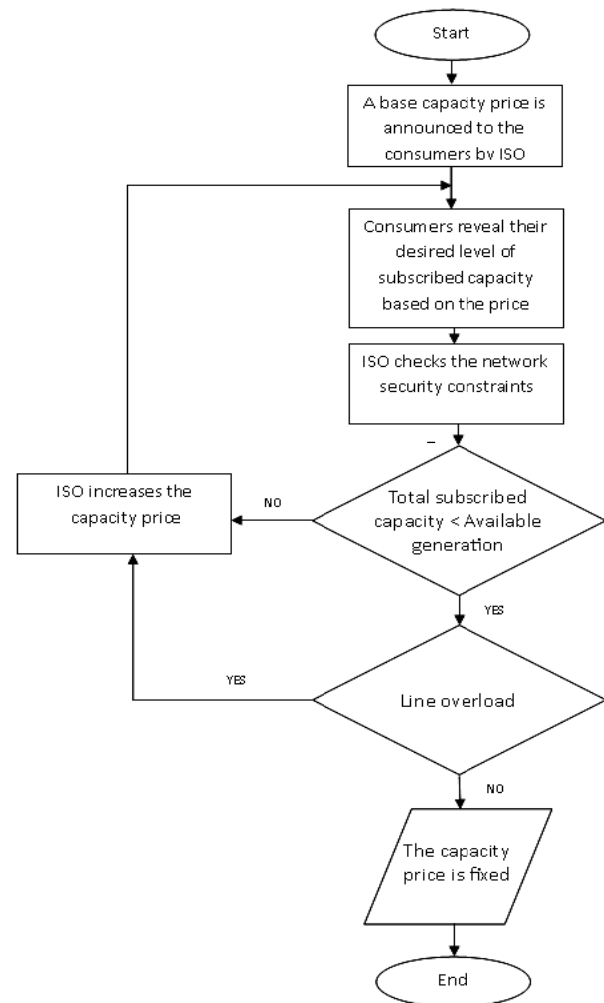 Start
A base capacity price is
announced to the
consumers by ISO
Consumers reveal their
desired level of
subscribed capacity
based on the price
ISO checks the network
security constraints
–
Total subscribed
capacity < Available
generation
NO
ISO increases the
capacity price
YES
Line overload
YES
NO
The capacity
price is fixed
End